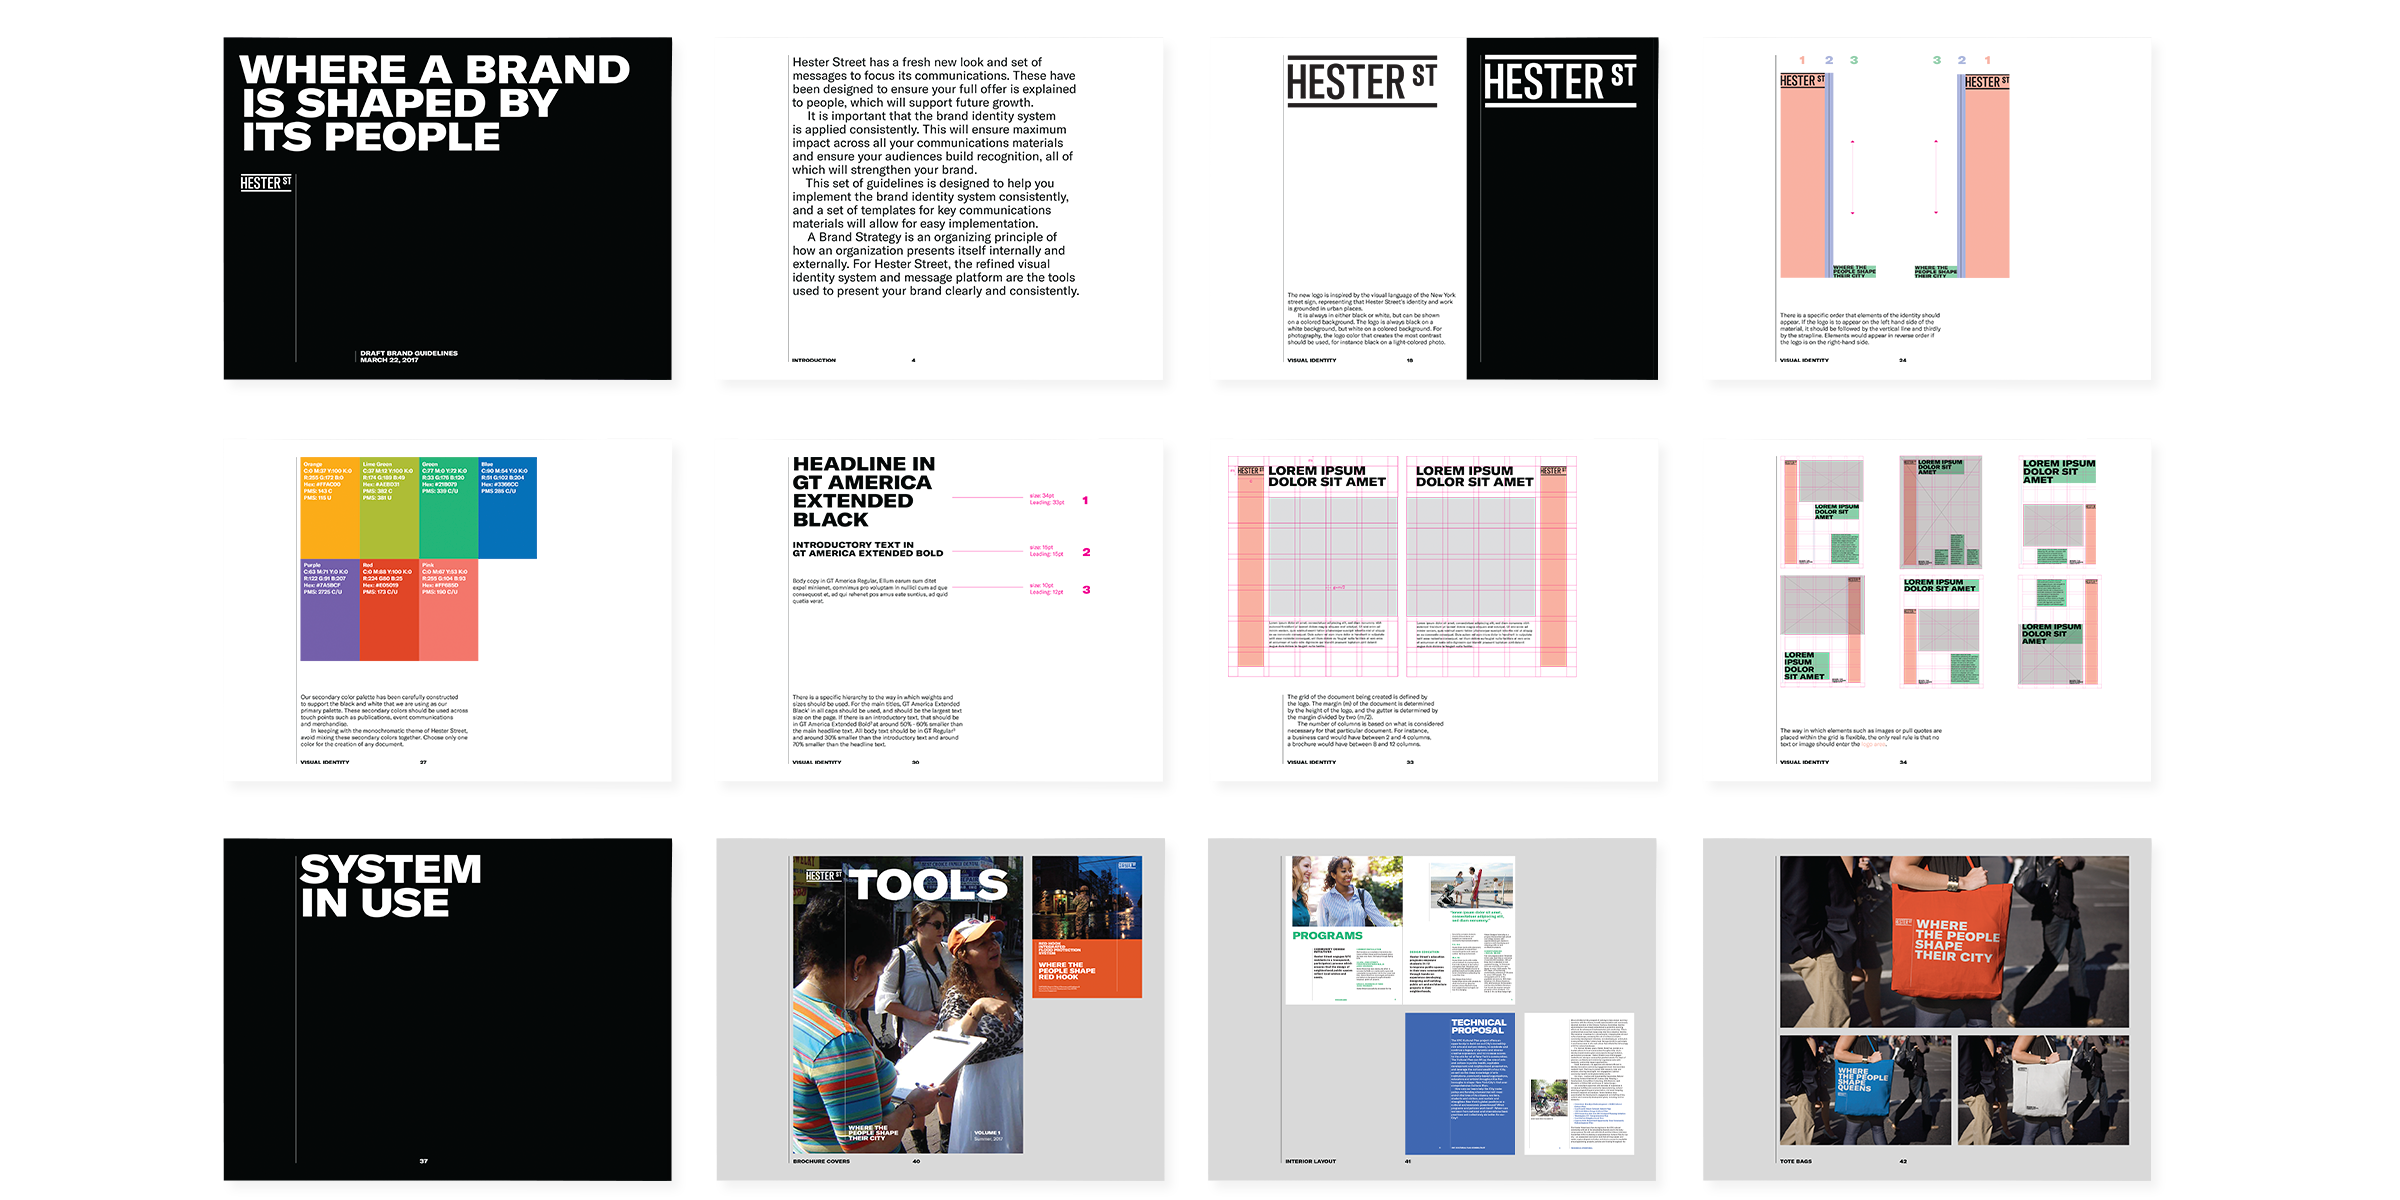 WHERE A BRAND
IS SHAPED BY
ITS PEOPLE
HESTER ST
DRAFT BRAND GUIDELINES
MARCH 22, 2017
Hester Street has a fresh new look and set of
messages to focus its communications. These have
been designed to ensure your full offer is explained
to people, which will support future growth.
It is important that the brand identity system
is applied consistently. This will ensure maximum
impact across all your communications materials
and ensure your audiences build recognition, all of
which will strengthen your brand.
This set of guidelines is designed to help you
implement the brand identity system consistently,
and a set of templates for key communications
materials will allow for easy implementation.
A Brand Strategy is an organizing principle of
how an organization presents itself internally and
externally. For Hester Street, the refined visual
identity system and message platform are the tools
used to present your brand clearly and consistently.
INTRODUCTION 4
HESTER ST
HESTER ST
The new logo is inspired by the visual language of the New York
street sign, representing that Hester Street's identity and work
is grounded in urban places.
It is always in either black or white, but can be shown
on a colored background. The logo is always black on a
white background, but white on a colored background. For
photography, the logo color that creates the most contrast
should be used, for instance black on a light-colored photo.
VISUAL IDENTITY 18
1 2 3
3 2 1
HESTER ST
HESTER ST
WHERE THE
PEOPLE SHAPE
THEIR CITY
WHERE THE
PEOPLE SHAPE
THEIR CITY
There is a specific order that elements of the identity should
appear. If the logo is to appear on the left hand side of the
material, it should be followed by the vertical line and thirdly
by the strapline. Elements would appear in reverse order if
the logo is on the right-hand side.
VISUAL IDENTITY 24
Orange
C:0 M:37 Y:100 K:0
R:255 G:172 B:0
Hex: #FFAC00
PMS: 143 C
PMS: 115 U
Lime Green
C:37 M:12 Y:100 K:0
R:174 G:189 B:49
Hex: #AEBD31
PMS: 382 C
PMS: 381 U
Green
C:77 M:0 Y:72 K:0
R:33 G:176 B:120
Hex: #21B079
PMS: 339 C/U
Blue
C:90 M:54 Y:0 K:0
R:51 G:102 B:204
Hex: #3366CC
PMS 285 C/U
Purple
C:63 M:71 Y:0 K:0
R:122 G:91 B:207
Hex: #7A5BCF
PMS: 2725 C/U
Red
C:0 M:88 Y:100 K:0
R:224 G80 B:25
Hex: #E05019
PMS: 173 C/U
Pink
C:0 M:67 Y:53 K:0
R:255 G:104 B:93
Hex: #FF685D
PMS: 190 C/U
Our secondary color palette has been carefully constructed
to support the black and white that we are using as our
primary palette. These secondary colors should be used across
touch points such as publications, event communications
and merchandise.
In keeping with the monochromatic theme of Hester Street,
avoid mixing these secondary colors together. Choose only one
color for the creation of any document.
VISUAL IDENTITY 27
HEADLINE IN
GT AMERICA
EXTENDED
BLACK
size: 34pt
Leading: 33pt
1
INTRODUCTORY TEXT IN
GT AMERICA EXTENDED BOLD
size: 15pt
Leading: 15pt
2
Body copy in GT America Regular, Ellum earum sum ditet
expel minienet, comnimus pro voluptam in nullici cum ad que
consequost et, ad qui rehenet pos amus eate suntius, ad quid
quatia verat.
size: 10pt
Leading: 12pt
3
There is a specific hierarchy to the way in which weights and
sizes should be used. For the main titles, GT America Extended
Black¹ in all caps should be used, and should be the largest text
size on the page. If there is an introductory text, that should be
in GT America Extended Bold² at around 50% - 60% smaller than
the main headline text. All body text should be in GT Regular³
and around 30% smaller than the introductory text and around
70% smaller than the headline text.
VISUAL IDENTITY 30
HESTER ST
LOREM IPSUM
DOLOR SIT AMET
LOREM IPSUM
DOLOR SIT AMET
HESTER ST
The grid of the document being created is defined by
the logo. The margin (m) of the document is determined
by the height of the logo, and the gutter is determined by
the margin divided by two (m/2).
The number of columns is based on what is considered
necessary for that particular document. For instance,
a business card would have between 2 and 4 columns,
a brochure would have between 8 and 12 columns.
VISUAL IDENTITY 33
LOREM IPSUM
DOLOR SIT
AMET
LOREM IPSUM
DOLOR SIT
AMET
LOREM IPSUM
DOLOR SIT
AMET
LOREM
IPSUM
DOLOR
SIT AMET
LOREM IPSUM
DOLOR SIT AMET
LOREM IPSUM
DOLOR SIT
AMET
The way in which elements such as images or pull quotes are
placed within the grid is flexible, the only real rule is that no
text or image should enter the logo area.
VISUAL IDENTITY 34
SYSTEM
IN USE
37
HESTER ST
TOOLS
WHERE THE
PEOPLE SHAPE
THEIR CITY
VOLUME 1
Summer, 2017
RED HOOK
INTEGRATED
FLOOD PROTECTION
SYSTEM
WHERE THE
PEOPLE SHAPE
RED HOOK
BROCHURE COVERS 40
PROGRAMS
TECHNICAL
PROPOSAL
INTERIOR LAYOUT 41
HESTER ST
WHERE
THE PEOPLE
SHAPE
THEIR CITY
WHERE
THE PEOPLE
SHAPE
QUEENS
HESTER ST
TOTE BAGS 42